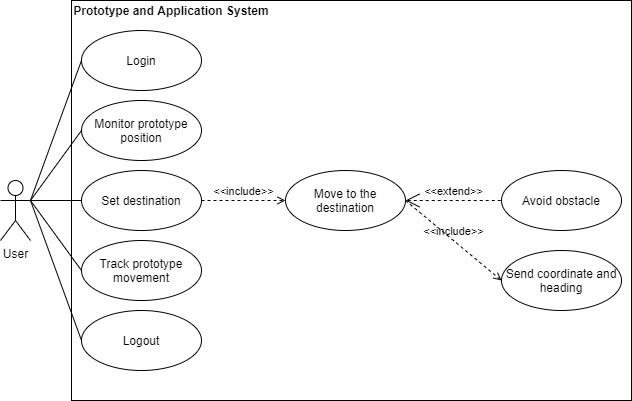 Prototype and Application System
Login
Monitor prototype
position
Set destination
<<include>>
Move to the
destination
<<extend>>
Avoid obstacle
<<include>>
Send coordinate and
heading
User
Track prototype
movement
Logout